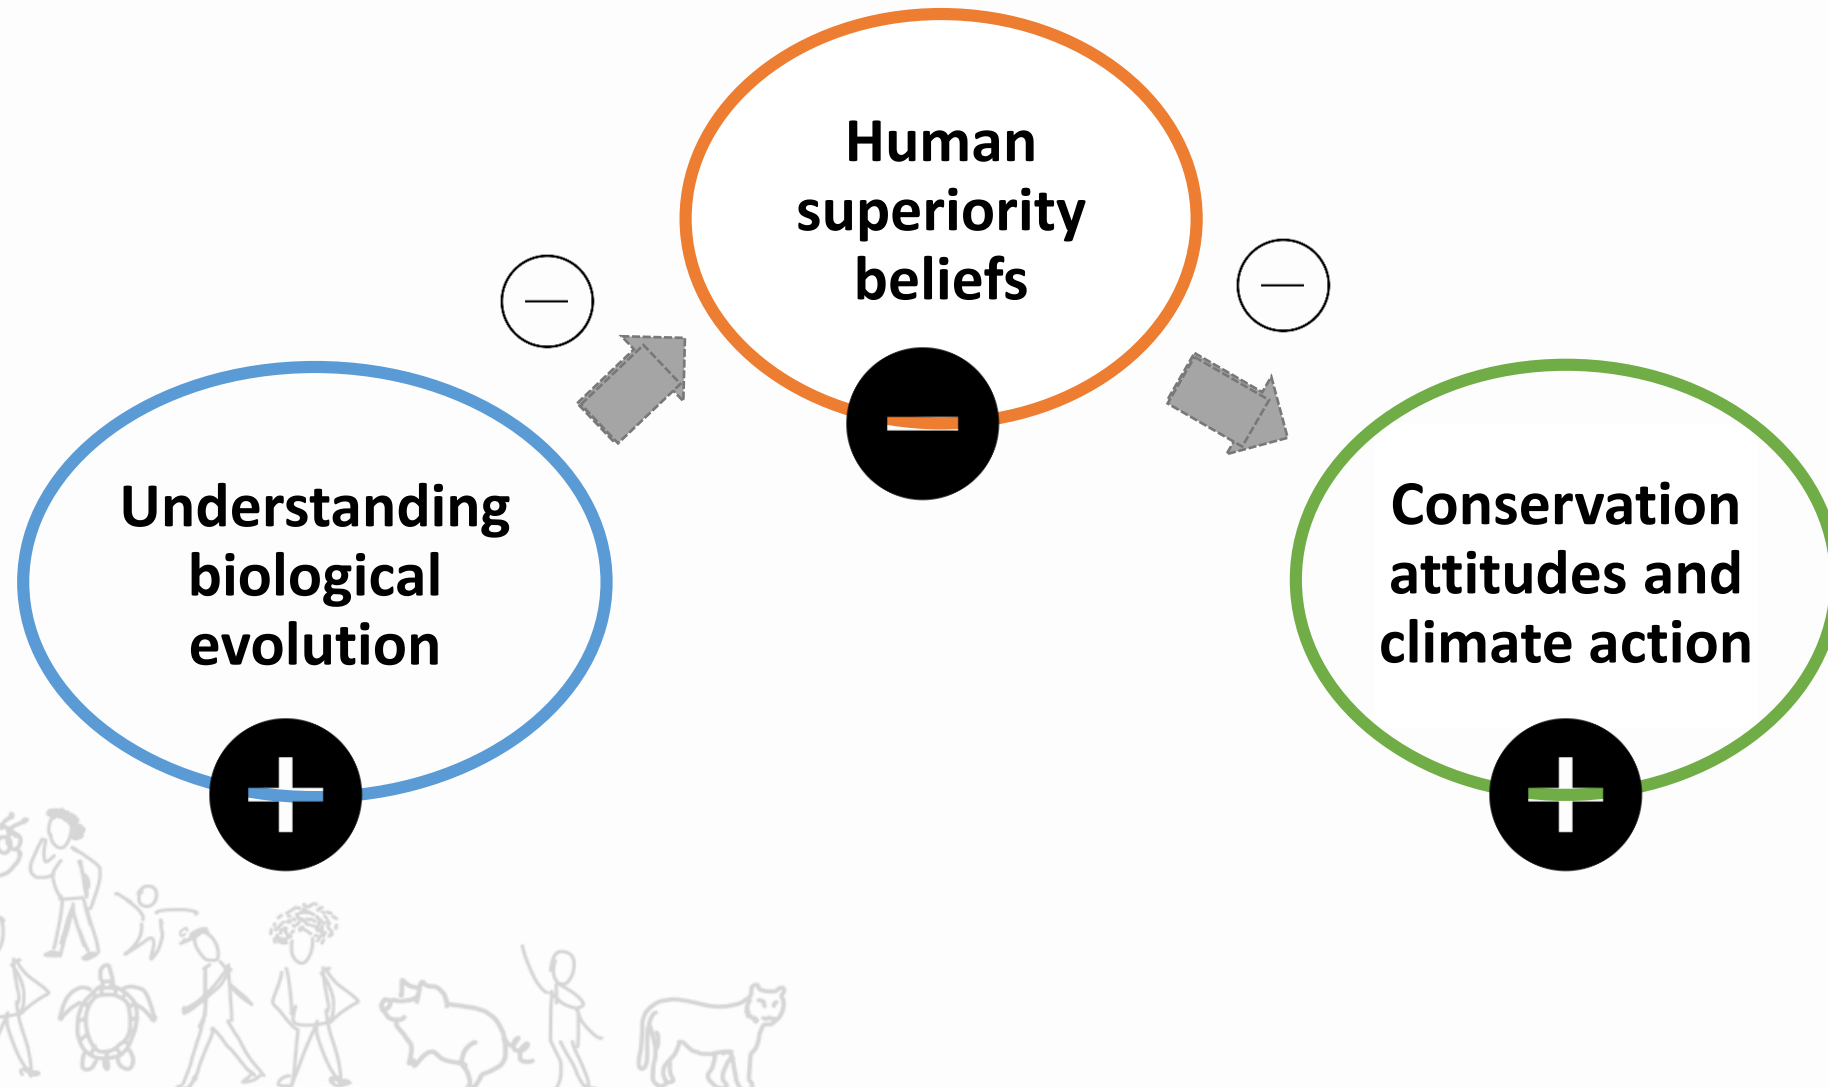 Human
superiority
beliefs
Understanding
biological
evolution
Conservation
attitudes and
climate action